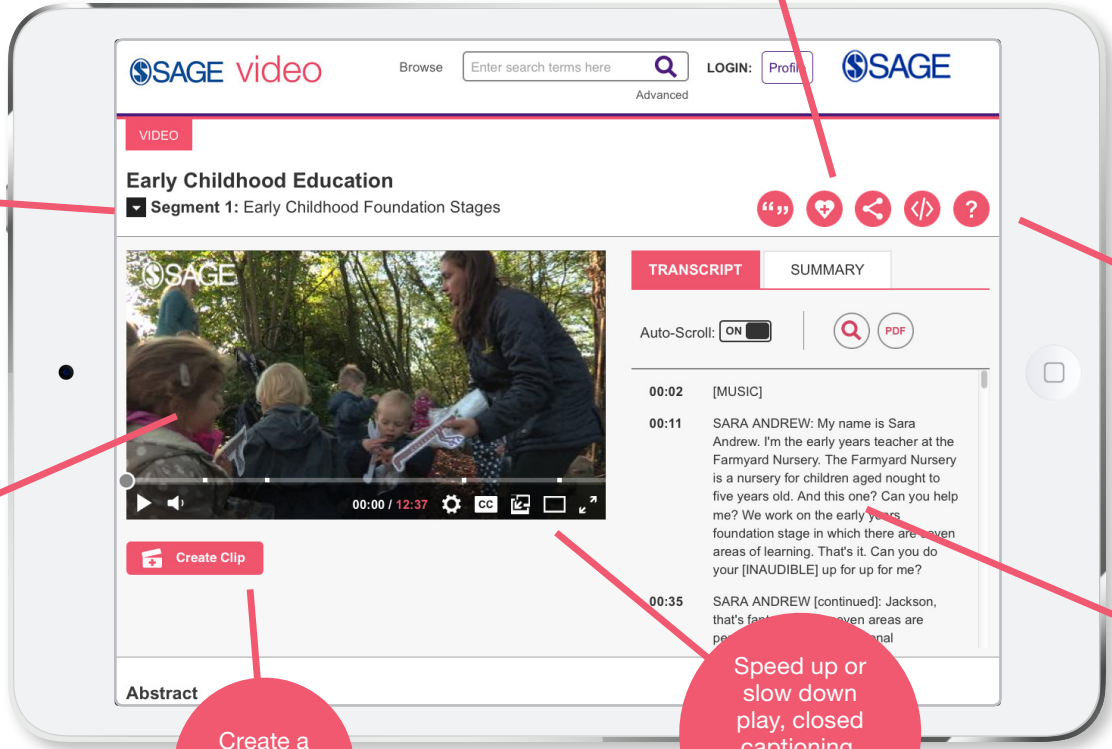 SAGE video
Browse
Enter search terms here
Advanced
LOGIN:
Profile
SAGE
VIDEO
Early Childhood Education
Segment 1: Early Childhood Foundation Stages
SAGE
00:00 / 12:37
CC
Create Clip
TRANSCRIPT
SUMMARY
Auto-Scroll: ON
PDF
00:02 [MUSIC]
00:11 SARA ANDREW: My name is Sara
Andrew. I'm the early years teacher at the
Farmyard Nursery. The Farmyard Nursery
is a nursery for children aged nought to
five years old. And this one? Can you help
me? We work on the early years
foundation stage in which there are seven
areas of learning. That's it. Can you do
your [INAUDIBLE] up for up for me?
00:35 SARA ANDREW [continued]: Jackson,
that's even areas are
Abstract
Create a
Speed up or
slow down
play, closed
captioning